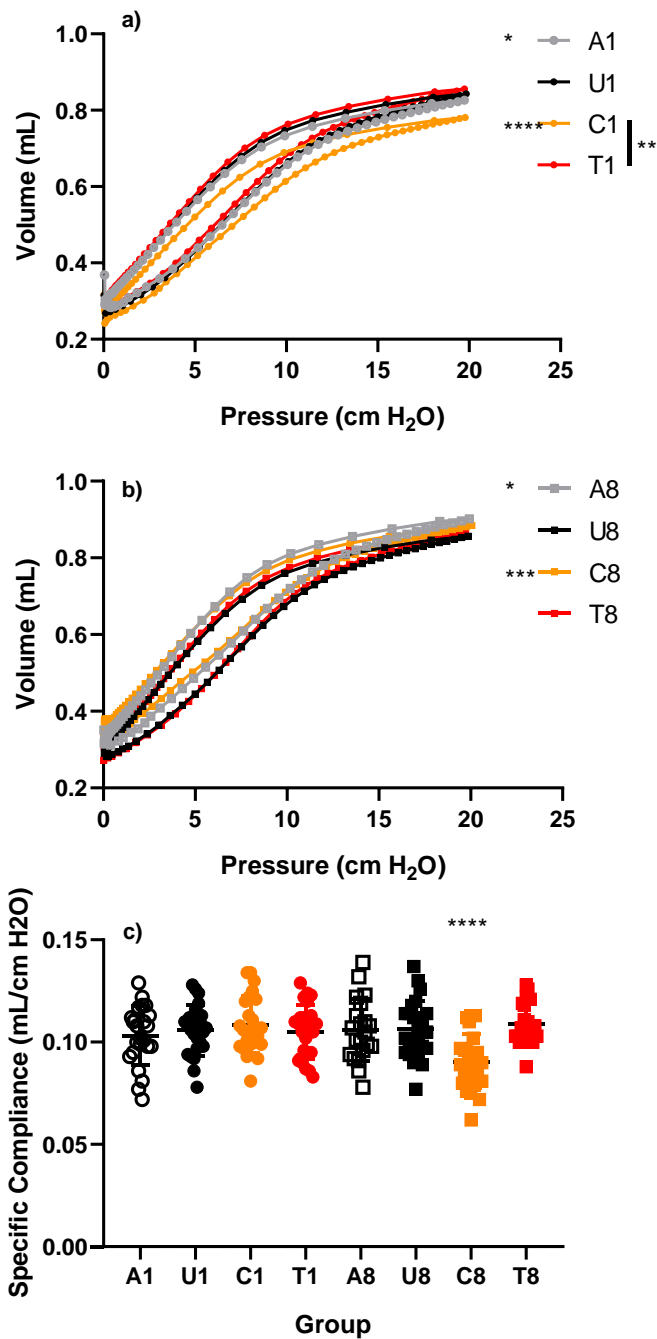 a)
1.0
0.8
0.6
0.4
0.2
Volume (mL)
0 5 10 15 20 25
Pressure (cm H2O)
* A1
U1
**** C1
**
T1
b)
1.0
0.8
0.6
0.4
0.2
Volume (mL)
0 5 10 15 20 25
Pressure (cm H2O)
* A8
U8
*** C8
T8
c)
****
0.15
0.10
0.05
0.00
Specific Compliance (mL/cm H2O)
A1 U1 C1 T1 A8 U8 C8 T8
Group